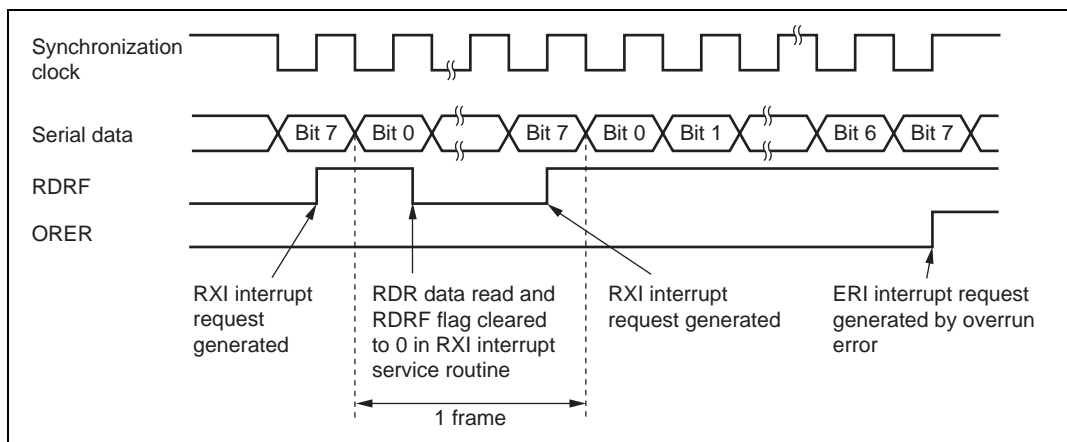 Synchronization
clock
Serial data
Bit 7
Bit 0
Bit 7
Bit 0
Bit 1
Bit 6
Bit 7
RDRF
ORER
RXI interrupt
request
generated
RDR data read and
RDRF flag cleared
to 0 in RXI interrupt
service routine
RXI interrupt
request generated
ERI interrupt request
generated by overrun
error
1 frame